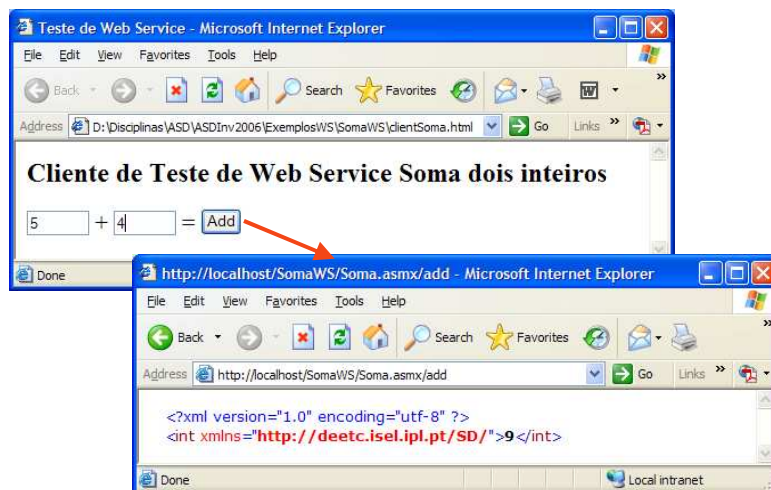 Teste de Web Service - Microsoft Internet Explorer
File Edit View Favorites Tools Help
Back Search Favorites
Address D:\Disciplinas\ASD\ASDInv2006\ExemplosWS\SomaWS\clientSoma.html Go Links »
Cliente de Teste de Web Service Soma dois inteiros
5 + 4 = Add
Done
http://localhost/SomaWS/Soma.asmx/add - Microsoft Internet Explorer
File Edit View Favorites Tools Help
Back Search Favorites
Address http://localhost/SomaWS/Soma.asmx/add Go Links »
<?xml version="1.0" encoding="utf-8" ?>
<int xmlns="http://deetc.isel.ipl.pt/SD/">9</int>
Done Local intranet